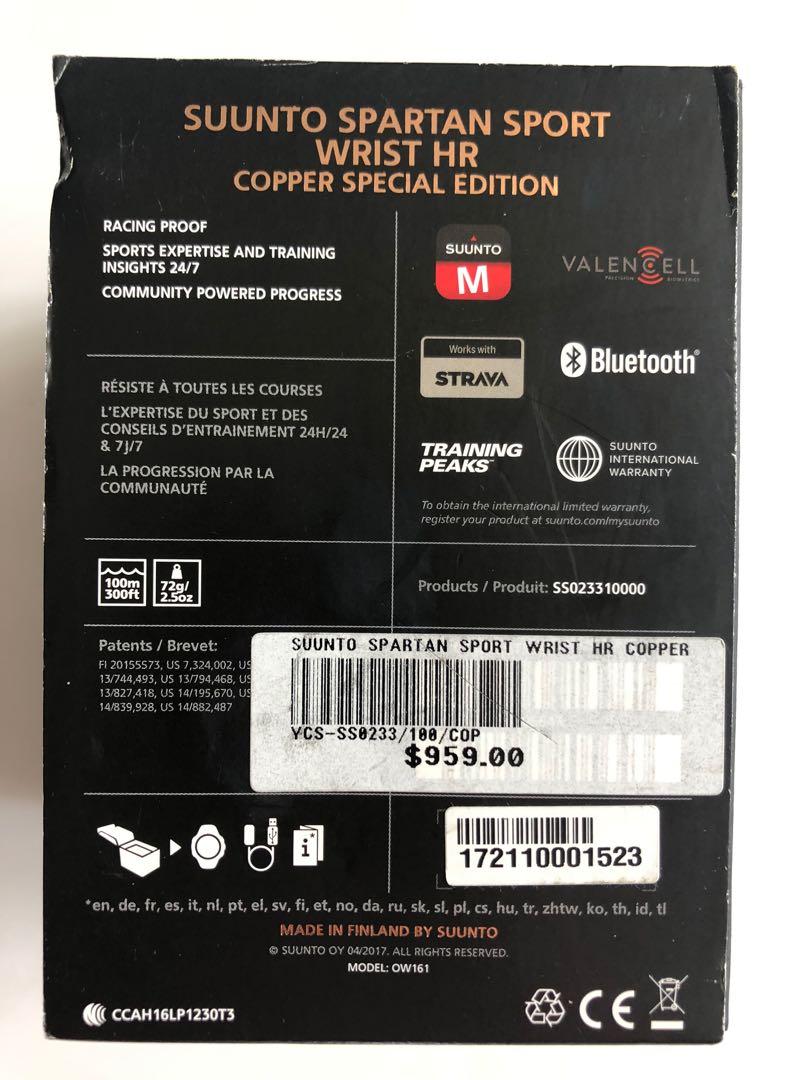 SUUNTO SPARTAN SPORT
WRIST HR
COPPER SPECIAL EDITION
RACING PROOF
SPORTS EXPERTISE AND TRAINING
INSIGHTS 24/7
COMMUNITY POWERED PROGRESS
RÉSISTE À TOUTES LES COURSES
L'EXPERTISE DU SPORT ET DES
CONSEILS D'ENTRAINEMENT 24H/24
& 7J/7
LA PROGRESSION PAR LA
COMMUNAUTÉ
SUUNTO
M
VALENCELL
PRECISION BIOMETRICS
Works with
STRAVA
Bluetooth®
TRAINING
PEAKS™
SUUNTO
INTERNATIONAL
WARRANTY
To obtain the international limited warranty,
register your product at suunto.com/mysuunto
100m
300ft
72g/
2.5oz
Products / Produit: SS023310000
Patents / Brevet:
FI 20155573, US 7,324,002, US
13/744,493, US 13/794,468, US
13/827,418, US 14/195,670, US
14/839,928, US 14/882,487
SUUNTO SPARTAN SPORT WRIST HR COPPER
YCS-SS0233/100/COP
$959.00
172110001523
i*
*en, de, fr, es, it, nl, pt, el, sv, fi, et, no, da, ru, sk, sl, pl, cs, hu, tr, zhtw, ko, th, id, tl
MADE IN FINLAND BY SUUNTO
© SUUNTO OY 04/2017. ALL RIGHTS RESERVED.
MODEL: OW161
CCAH16LP1230T3
CE